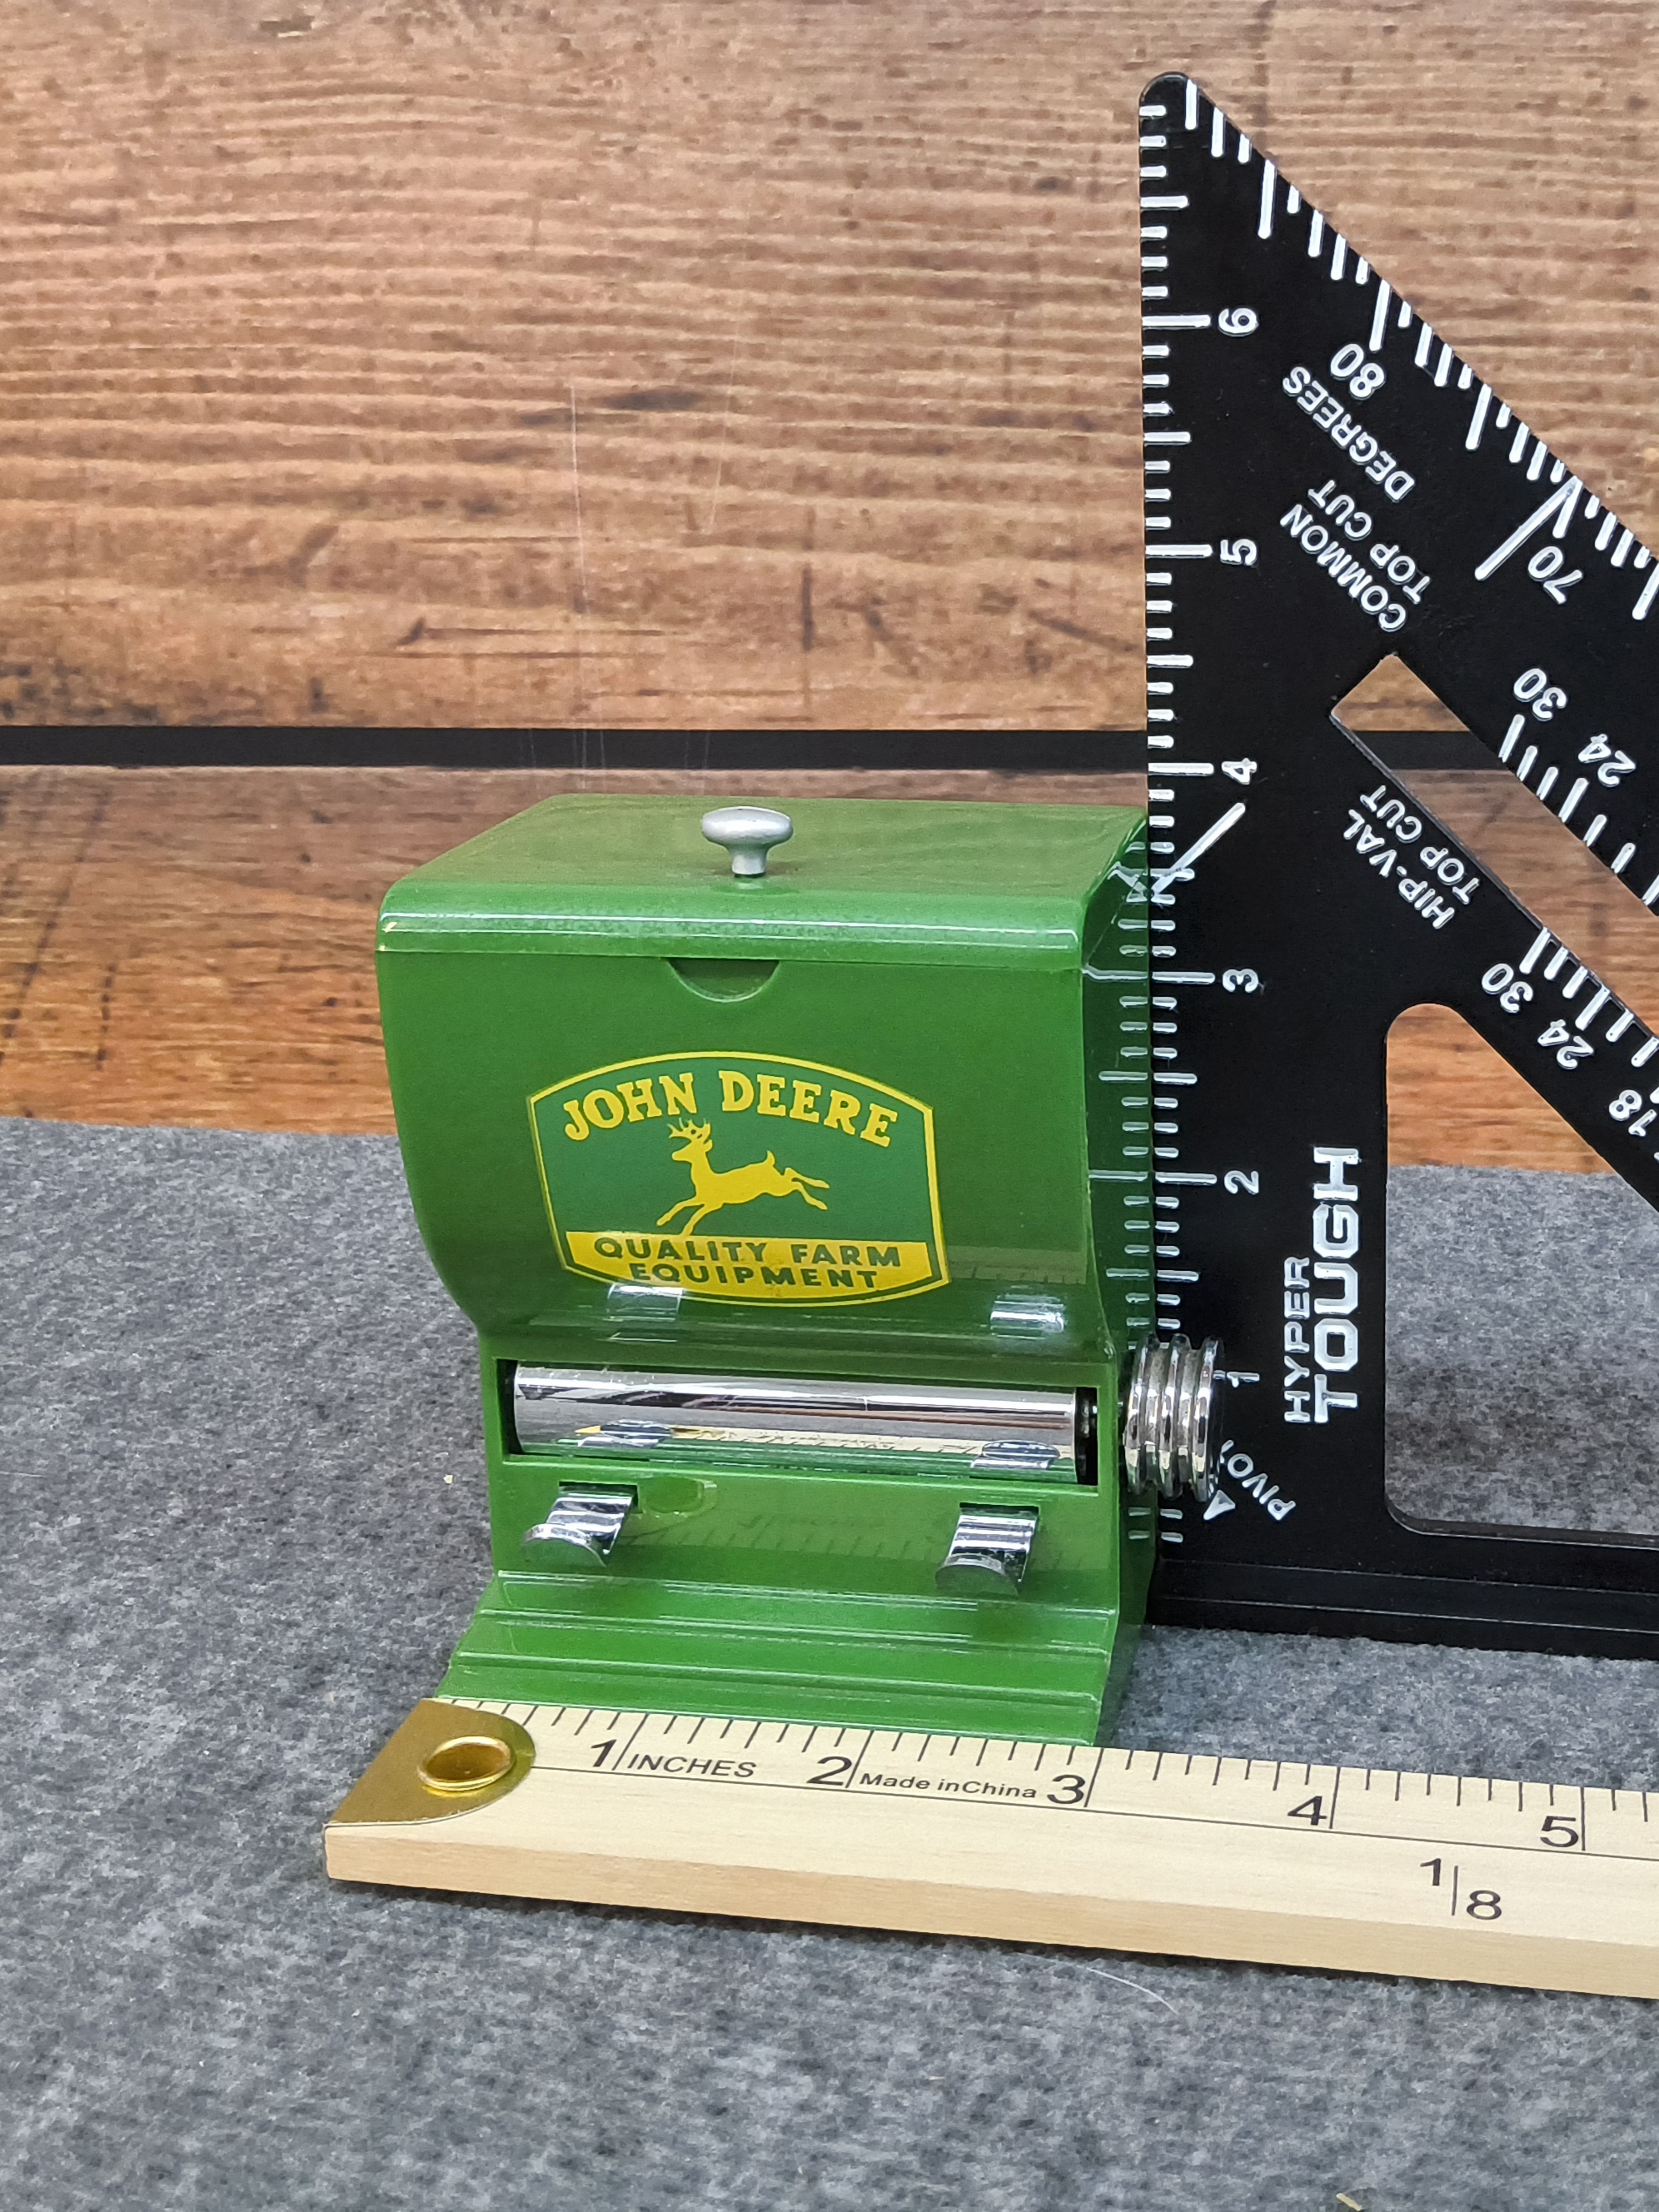 JOHN DEERE
QUALITY FARM
EQUIPMENT
6
5
4
3
2
1
80
70
DEGREES
COMMON
TOP CUT
30
24
HIP-VAL
TOP CUT
30
24
18
HYPER
TOUGH
PIVOT
1 INCHES 2 Made in China 3 4 5
1/8